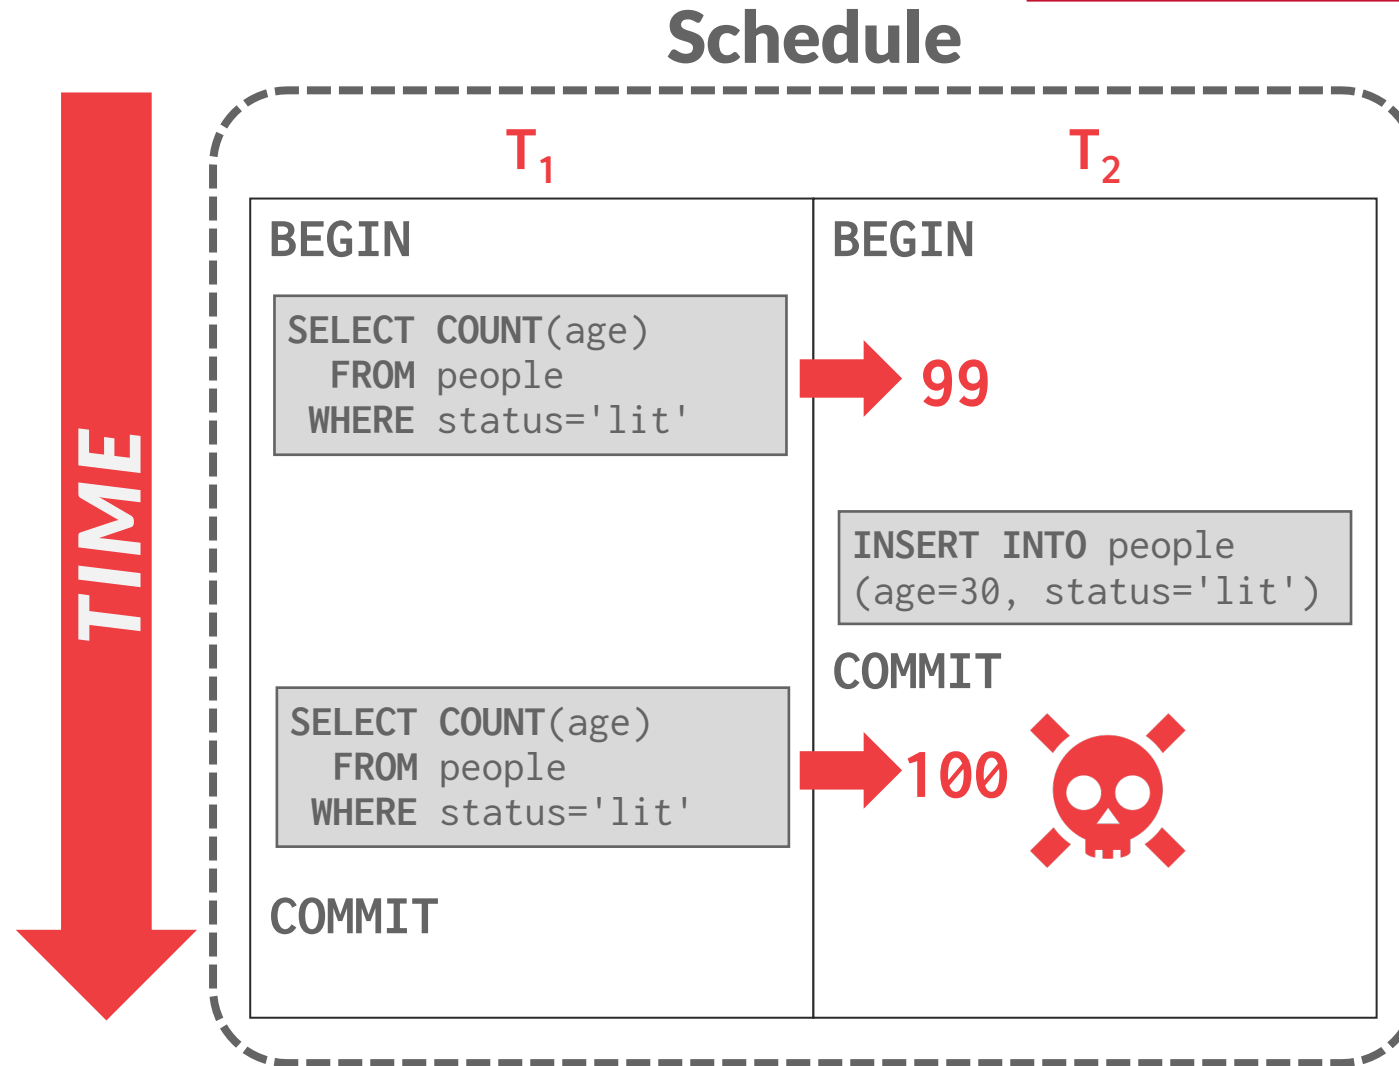 Schedule
TIME
T₁
T₂
BEGIN
BEGIN
SELECT COUNT(age)
FROM people
WHERE status='lit'
99
INSERT INTO people
(age=30, status='lit')
COMMIT
SELECT COUNT(age)
FROM people
WHERE status='lit'
100
COMMIT